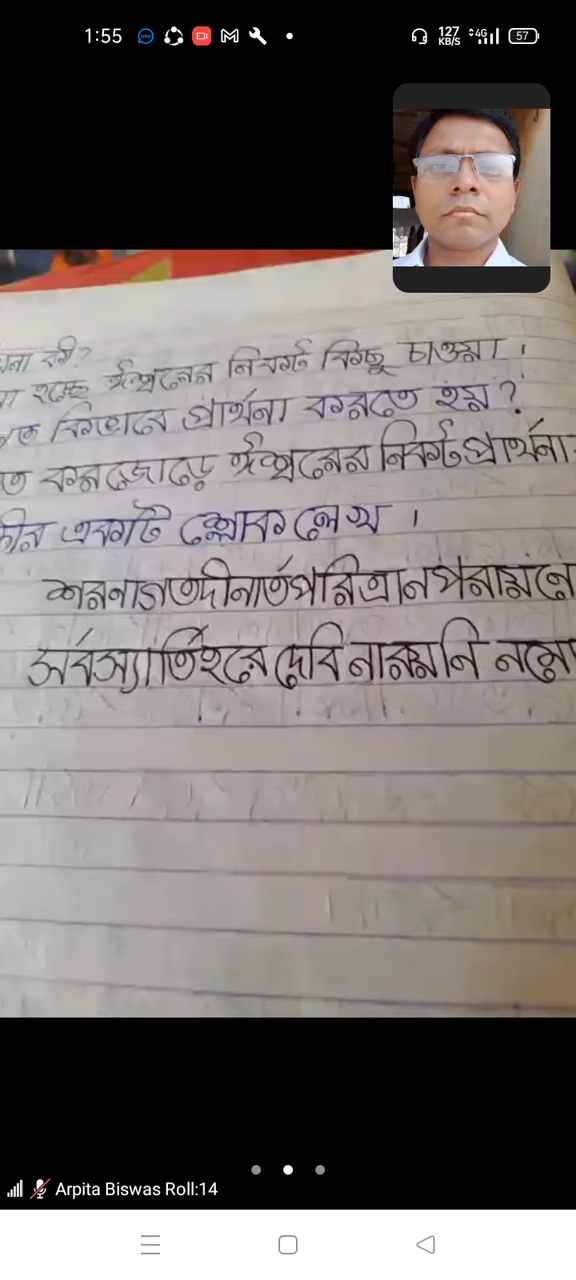 1:55
127 KB/S 4G 57
কী?
হচ্ছে ঈশ্বরের নিকট কিছু চাওয়া ।
কিভাবে প্রার্থনা করতে হয় ?
করজোড়ে ঈশ্বরের নিকট প্রার্থনা
একটি শ্লোক লেখ ।
শরনাগতদীনার্তপরিত্রানপরায়নে
সর্বস্যার্তিহরে দেবি নারায়নি নমো
Arpita Biswas Roll:14